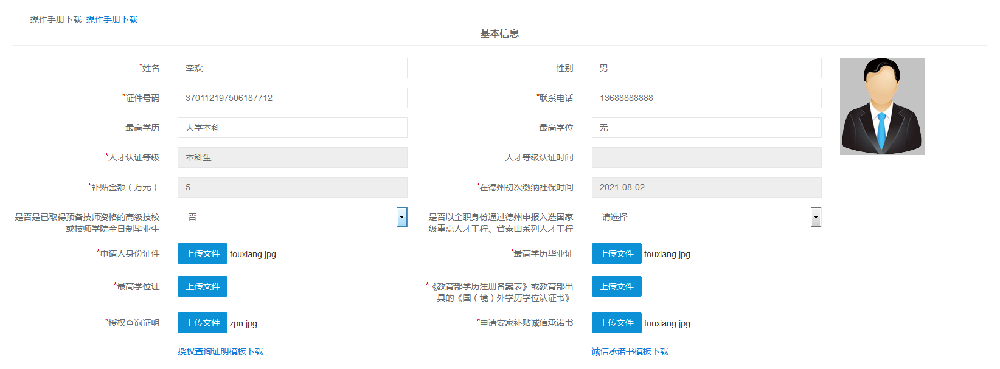 操作手册下载: 操作手册下载
基本信息
*姓名 李欢 性别 男
*证件号码 370112197506187712 *联系电话 13688888888
最高学历 大学本科 最高学位 无
*人才认证等级 本科生 人才等级认证时间
*补贴金额（万元） 5 *在德州初次缴纳社保时间 2021-08-02
是否是已取得预备技师资格的高级技校 否 是否以全职身份通过德州申报入选国家 请选择
或技师学院全日制毕业生 级重点人才工程、省泰山系列人才工程
*申请人身份证件 上传文件 touxiang.jpg *最高学历毕业证 上传文件 touxiang.jpg
*最高学位证 上传文件 *《教育部学历注册备案表》或教育部出 上传文件
具的《国（境）外学历学位认证书》
*授权查询证明 上传文件 zpn.jpg *申请安家补贴诚信承诺书 上传文件 touxiang.jpg
授权查询证明模板下载 诚信承诺书模板下载